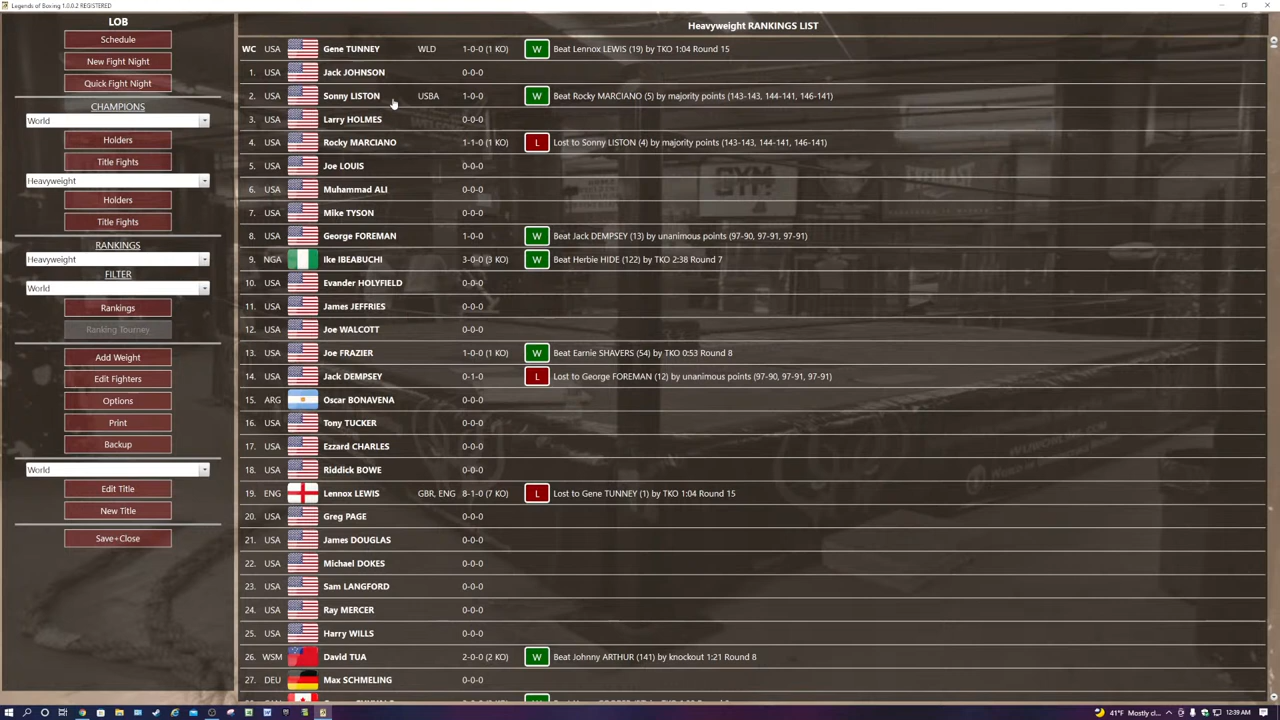 Legends of Boxing 1.0.0.2 REGISTERED
LOB
Schedule
New Fight Night
Quick Fight Night
CHAMPIONS
World
Holders
Title Fights
Heavyweight
Holders
Title Fights
RANKINGS
Heavyweight
FILTER
World
Rankings
Ranking Tourney
Add Weight
Edit Fighters
Options
Print
Backup
World
Edit Title
New Title
Save+Close
Heavyweight RANKINGS LIST
WC USA Gene TUNNEY WLD 1-0-0 (1 KO) W Beat Lennox LEWIS (19) by TKO 1:04 Round 15
1. USA Jack JOHNSON 0-0-0
2. USA Sonny LISTON USBA 1-0-0 W Beat Rocky MARCIANO (5) by majority points (143-143, 144-141, 146-141)
3. USA Larry HOLMES 0-0-0
4. USA Rocky MARCIANO 1-1-0 (1 KO) L Lost to Sonny LISTON (4) by majority points (143-143, 144-141, 146-141)
5. USA Joe LOUIS 0-0-0
6. USA Muhammad ALI 0-0-0
7. USA Mike TYSON 0-0-0
8. USA George FOREMAN 1-0-0 W Beat Jack DEMPSEY (13) by unanimous points (97-90, 97-91, 97-91)
9. NGA Ike IBEABUCHI 3-0-0 (3 KO) W Beat Herbie HIDE (122) by TKO 2:38 Round 7
10. USA Evander HOLYFIELD 0-0-0
11. USA James JEFFRIES 0-0-0
12. USA Joe WALCOTT 0-0-0
13. USA Joe FRAZIER 1-0-0 (1 KO) W Beat Earnie SHAVERS (54) by TKO 0:53 Round
14. USA Jack DEMPSEY 0-1-0 L Lost to George FOREMAN (12) by unanimous points (97-90, 97-91, 97-91)
15. ARG Oscar BONAVENA 0-0-0
16. USA Tony TUCKER 0-0-0
17. USA Ezzard CHARLES 0-0-0
18. USA Riddick BOWE 0-0-0
19. ENG Lennox LEWIS GBR, ENG 8-1-0 (7 KO) L Lost to Gene TUNNEY (1) by TKO 1:04 Round 15
20. USA Greg PAGE 0-0-0
21. USA James DOUGLAS 0-0-0
22. USA Michael DOKES 0-0-0
23. USA Sam LANGFORD 0-0-0
24. USA Ray MERCER 0-0-0
25. USA Harry WILLS 0-0-0
26. WSM David TUA 2-0-0 (2 KO) W Beat Johnny ARTHUR (141) by knockout 1:21 Round 8
27. DEU Max SCHMELING 0-0-0
41°F Mostly cl... 12:39 AM